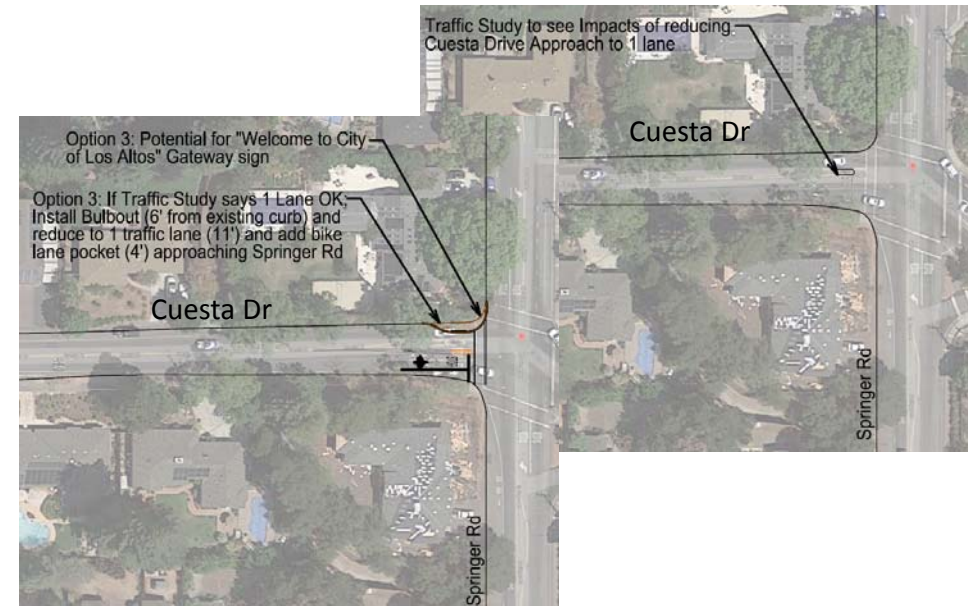 Traffic Study to see Impacts of reducing
Cuesta Drive Approach to 1 lane
Cuesta Dr
Springer Rd
Option 3: Potential for "Welcome to City
of Los Altos" Gateway sign
Option 3: If Traffic Study says 1 Lane OK,
Install Bulbout (6' from existing curb) and
reduce to 1 traffic lane (11') and add bike
lane pocket (4') approaching Springer Rd
Cuesta Dr
Springer Rd